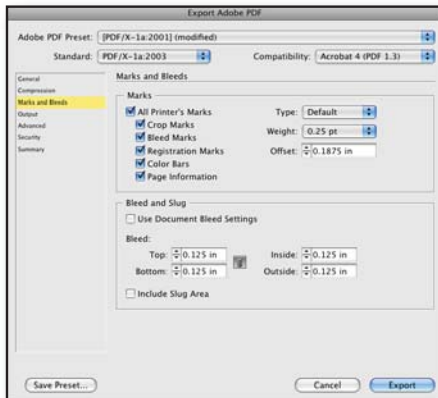 Export Adobe PDF
Adobe PDF Preset: [PDF/X-1a:2001] (modified)
Standard: PDF/X-1a:2003 Compatibility: Acrobat 4 (PDF 1.3)
General
Compression
Marks and Bleeds
Output
Advanced
Security
Summary
Marks and Bleeds
Marks
All Printer's Marks
Crop Marks
Bleed Marks
Registration Marks
Color Bars
Page Information
Type: Default
Weight: 0.25 pt
Offset: 0.1875 in
Bleed and Slug
Use Document Bleed Settings
Bleed:
Top: 0.125 in
Bottom: 0.125 in
Inside: 0.125 in
Outside: 0.125 in
Include Slug Area
Save Preset...
Cancel
Export